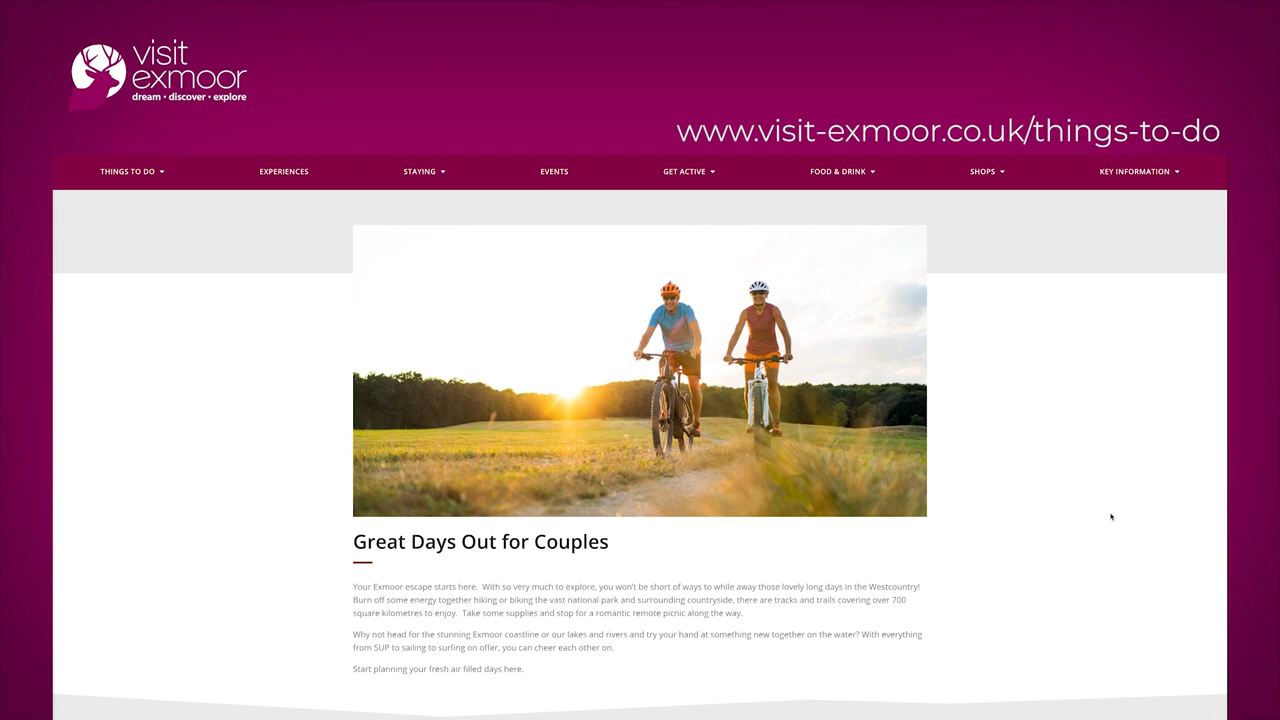 visit
exmoor
dream • discover • explore
www.visit-exmoor.co.uk/things-to-do
THINGS TO DO EXPERIENCES STAYING EVENTS GET ACTIVE FOOD & DRINK SHOPS KEY INFORMATION
Great Days Out for Couples
Your Exmoor escape starts here.  With so very much to explore, you won't be short of ways to while away those lovely long days in the Westcountry!
Burn off some energy together hiking or biking the vast national park and surrounding countryside, there are tracks and trails covering over 700
square kilometres to enjoy.  Take some supplies and stop for a romantic remote picnic along the way.
Why not head for the stunning Exmoor coastline or our lakes and rivers and try your hand at something new together on the water? With everything
from SUP to sailing to surfing on offer, you can cheer each other on.
Start planning your fresh air filled days here.